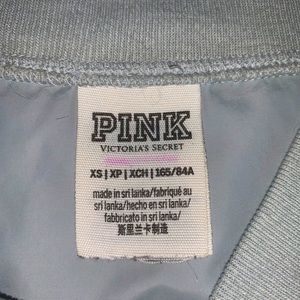 PINK
VICTORIA'S SECRET
XS | XP | XCH | 165/84A
made in sri lanka/fabriqué au
sri lanka/hecho en sri lanka/
fabbricato in sri lanka/
斯里兰卡制造